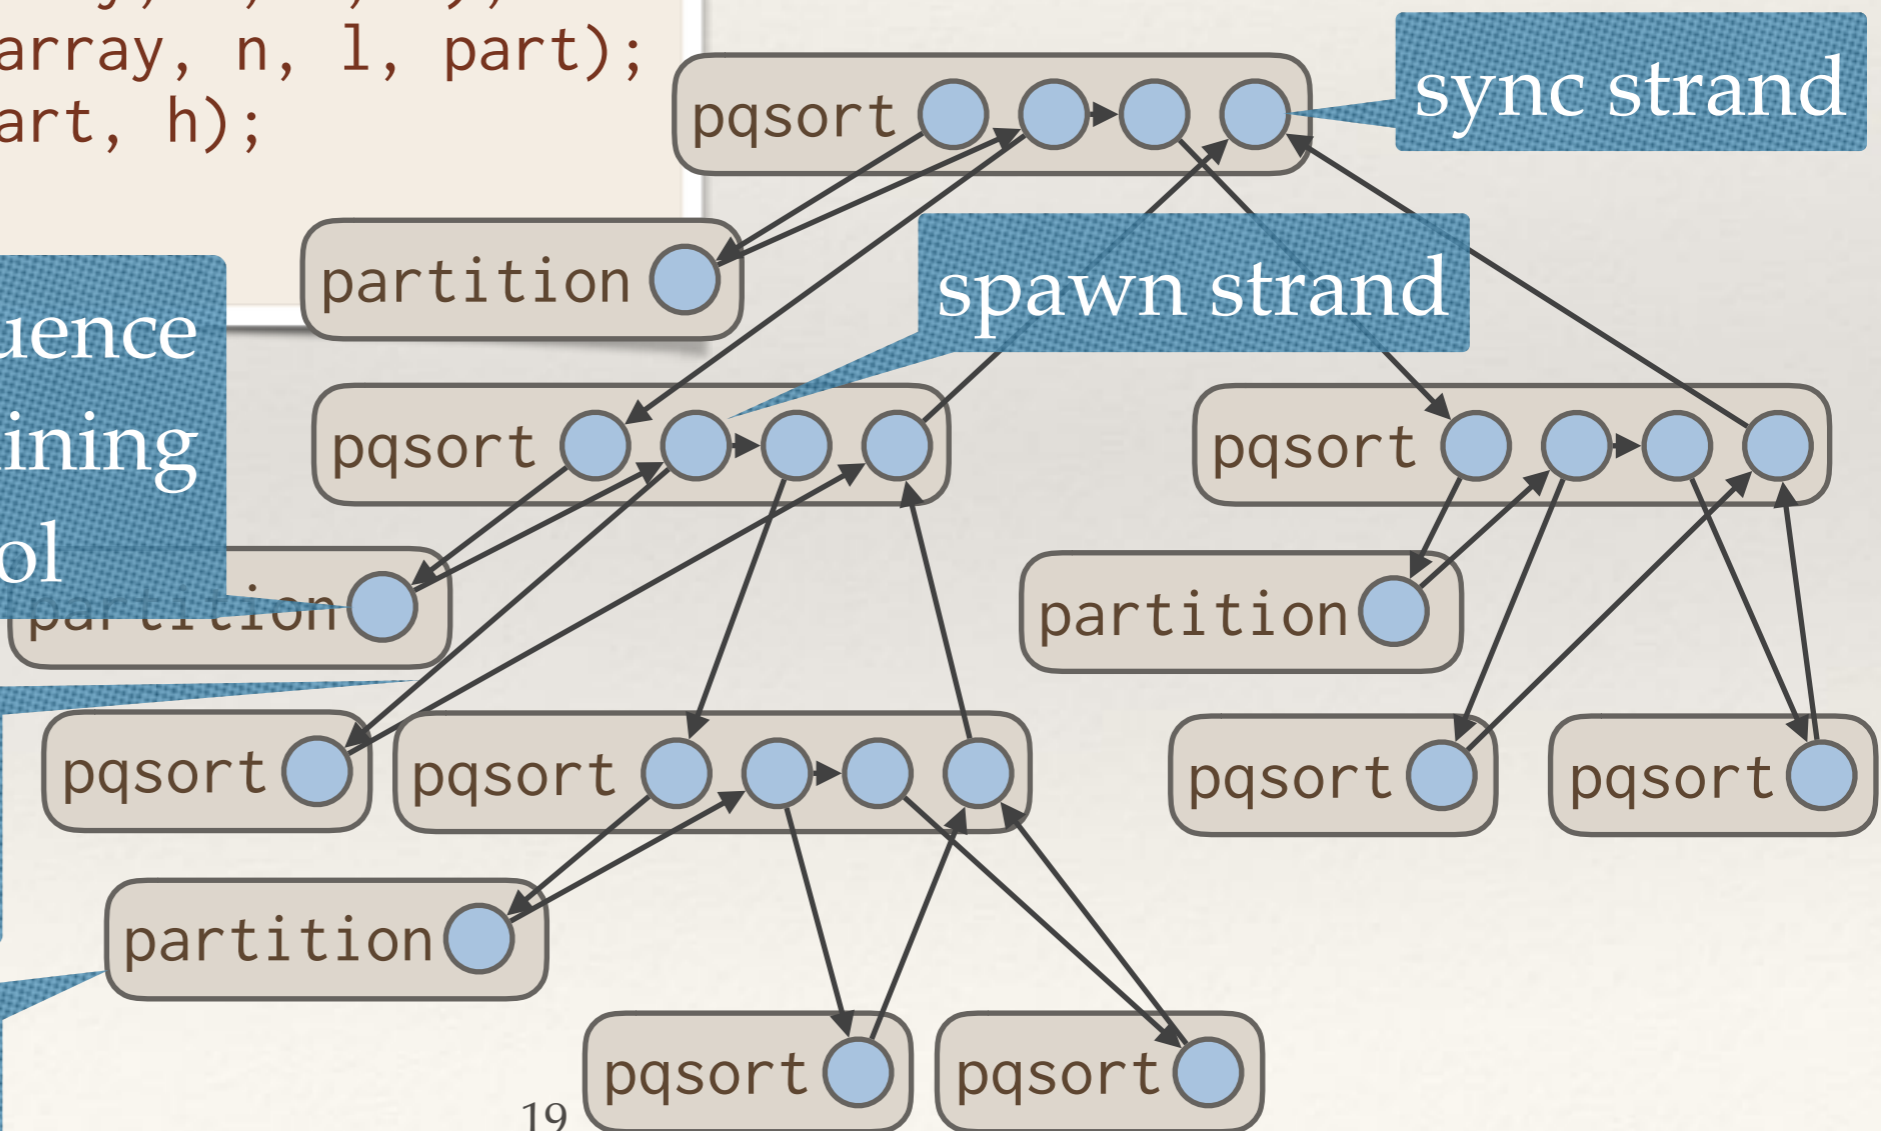 array, n, l, part);
art, h);
pqsort
sync strand
partition
spawn strand
uence
ining
ol
pqsort
pqsort
partition
partition
pqsort
pqsort
pqsort
pqsort
partition
pqsort
pqsort
19